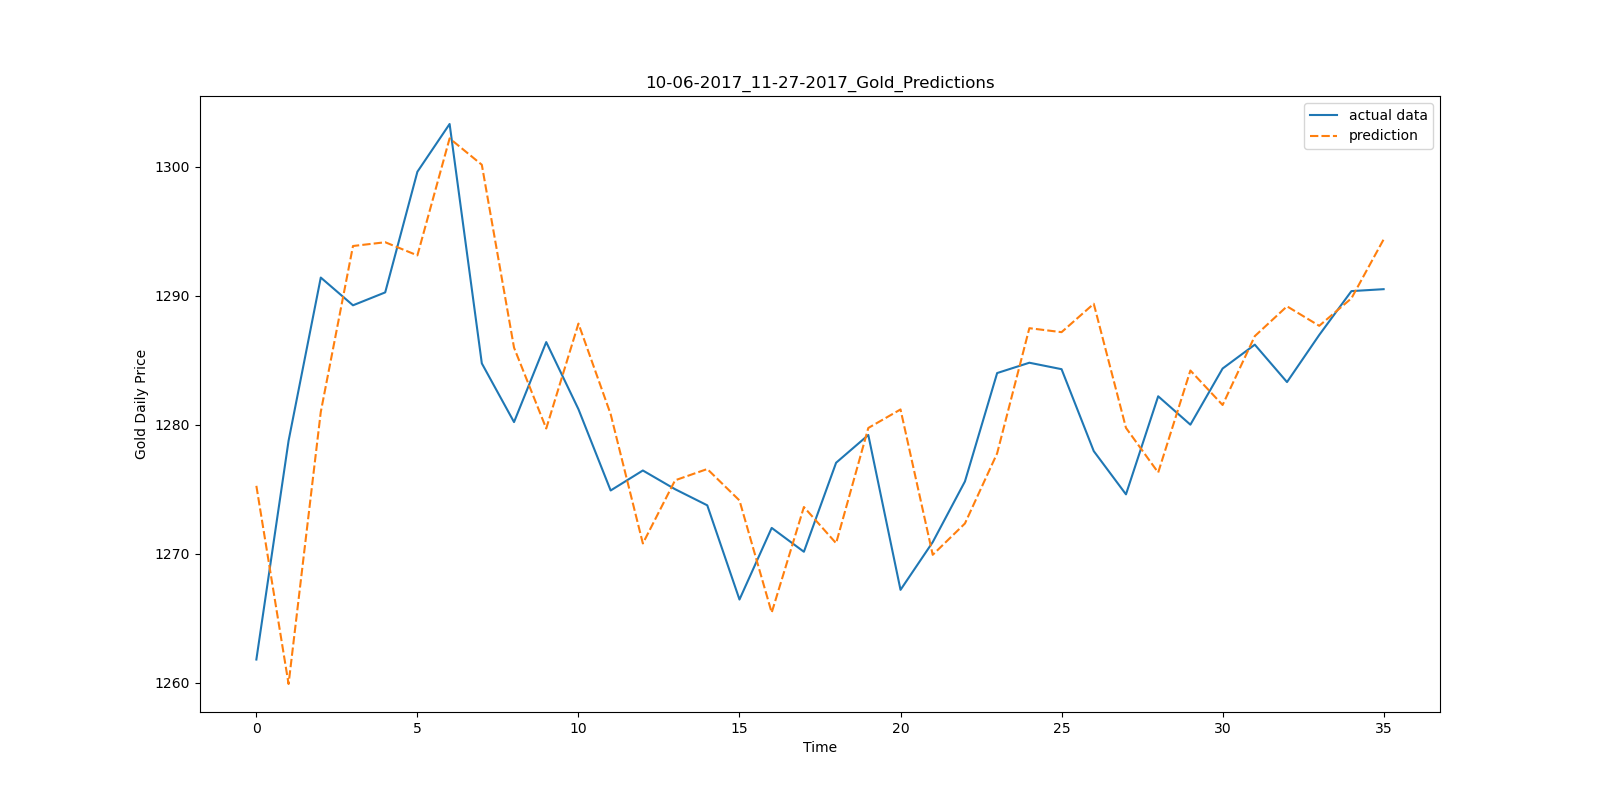 10-06-2017_11-27-2017_Gold_Predictions
actual data
prediction
1300
1290
1280
1270
1260
Gold Daily Price
0 5 10 15 20 25 30 35
Time